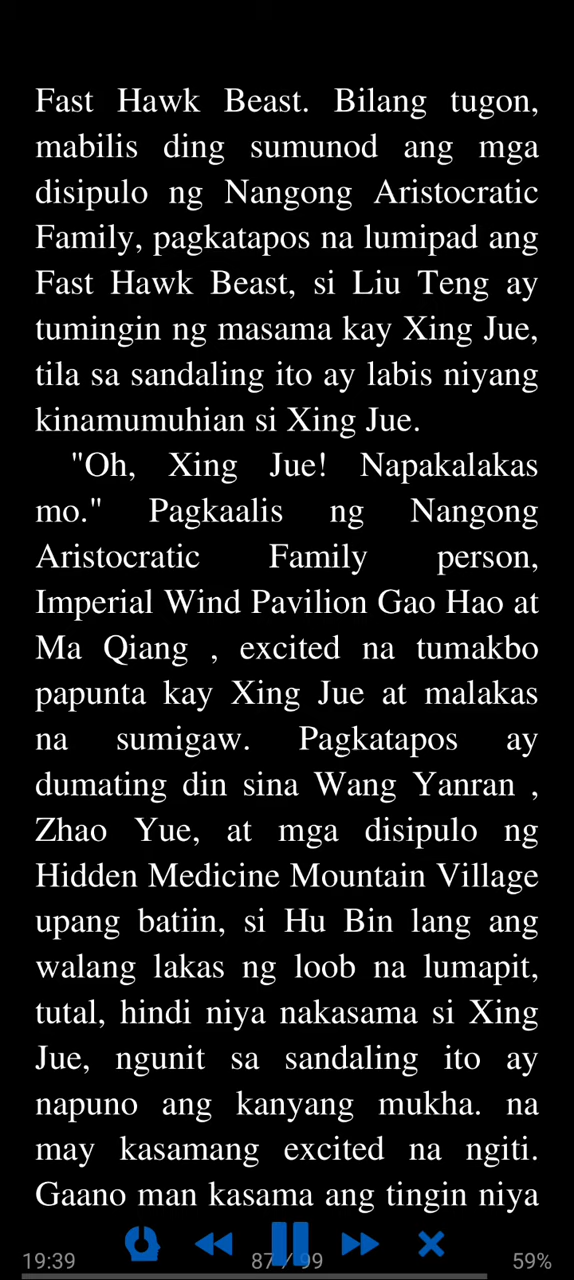 Fast Hawk Beast. Bilang tugon,
mabilis ding sumunod ang mga
disipulo ng Nangong Aristocratic
Family, pagkatapos na lumipad ang
Fast Hawk Beast, si Liu Teng ay
tumingin ng masama kay Xing Jue,
tila sa sandaling ito ay labis niyang
kinamumuhian si Xing Jue.
"Oh, Xing Jue! Napakalakas
mo." Pagkaalis ng Nangong
Aristocratic Family person,
Imperial Wind Pavilion Gao Hao at
Ma Qiang , excited na tumakbo
papunta kay Xing Jue at malakas
na sumigaw. Pagkatapos ay
dumating din sina Wang Yanran ,
Zhao Yue, at mga disipulo ng
Hidden Medicine Mountain Village
upang batiin, si Hu Bin lang ang
walang lakas ng loob na lumapit,
tutal, hindi niya nakasama si Xing
Jue, ngunit sa sandaling ito ay
napuno ang kanyang mukha. na
may kasamang excited na ngiti.
Gaano man kasama ang tingin niya
19:39 87 / 99 59%